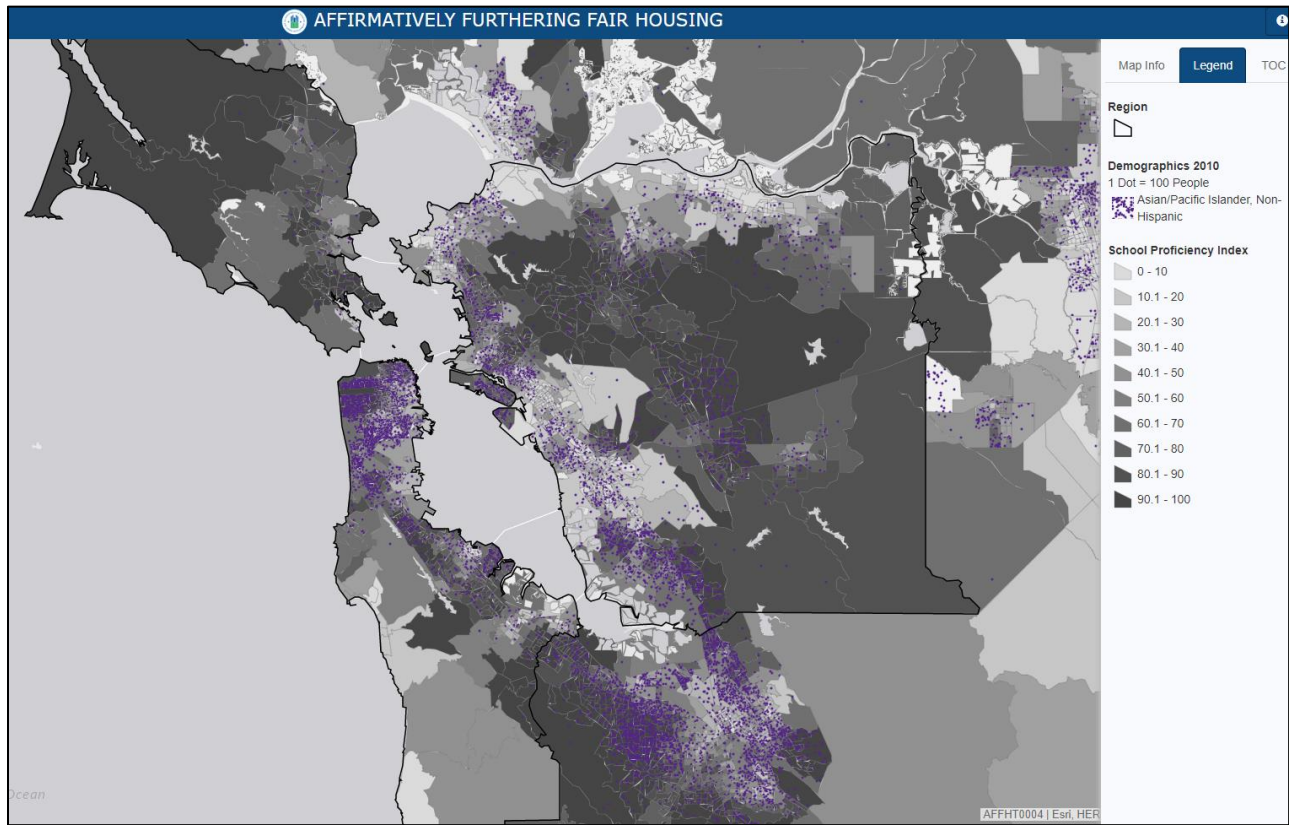 AFFIRMATIVELY FURTHERING FAIR HOUSING
Map Info
Legend
TOC
Region
Demographics 2010
1 Dot = 100 People
Asian/Pacific Islander, Non-
Hispanic
School Proficiency Index
0 - 10
10.1 - 20
20.1 - 30
30.1 - 40
40.1 - 50
50.1 - 60
60.1 - 70
70.1 - 80
80.1 - 90
90.1 - 100
Ocean
AFFHT0004 | Esri, HER